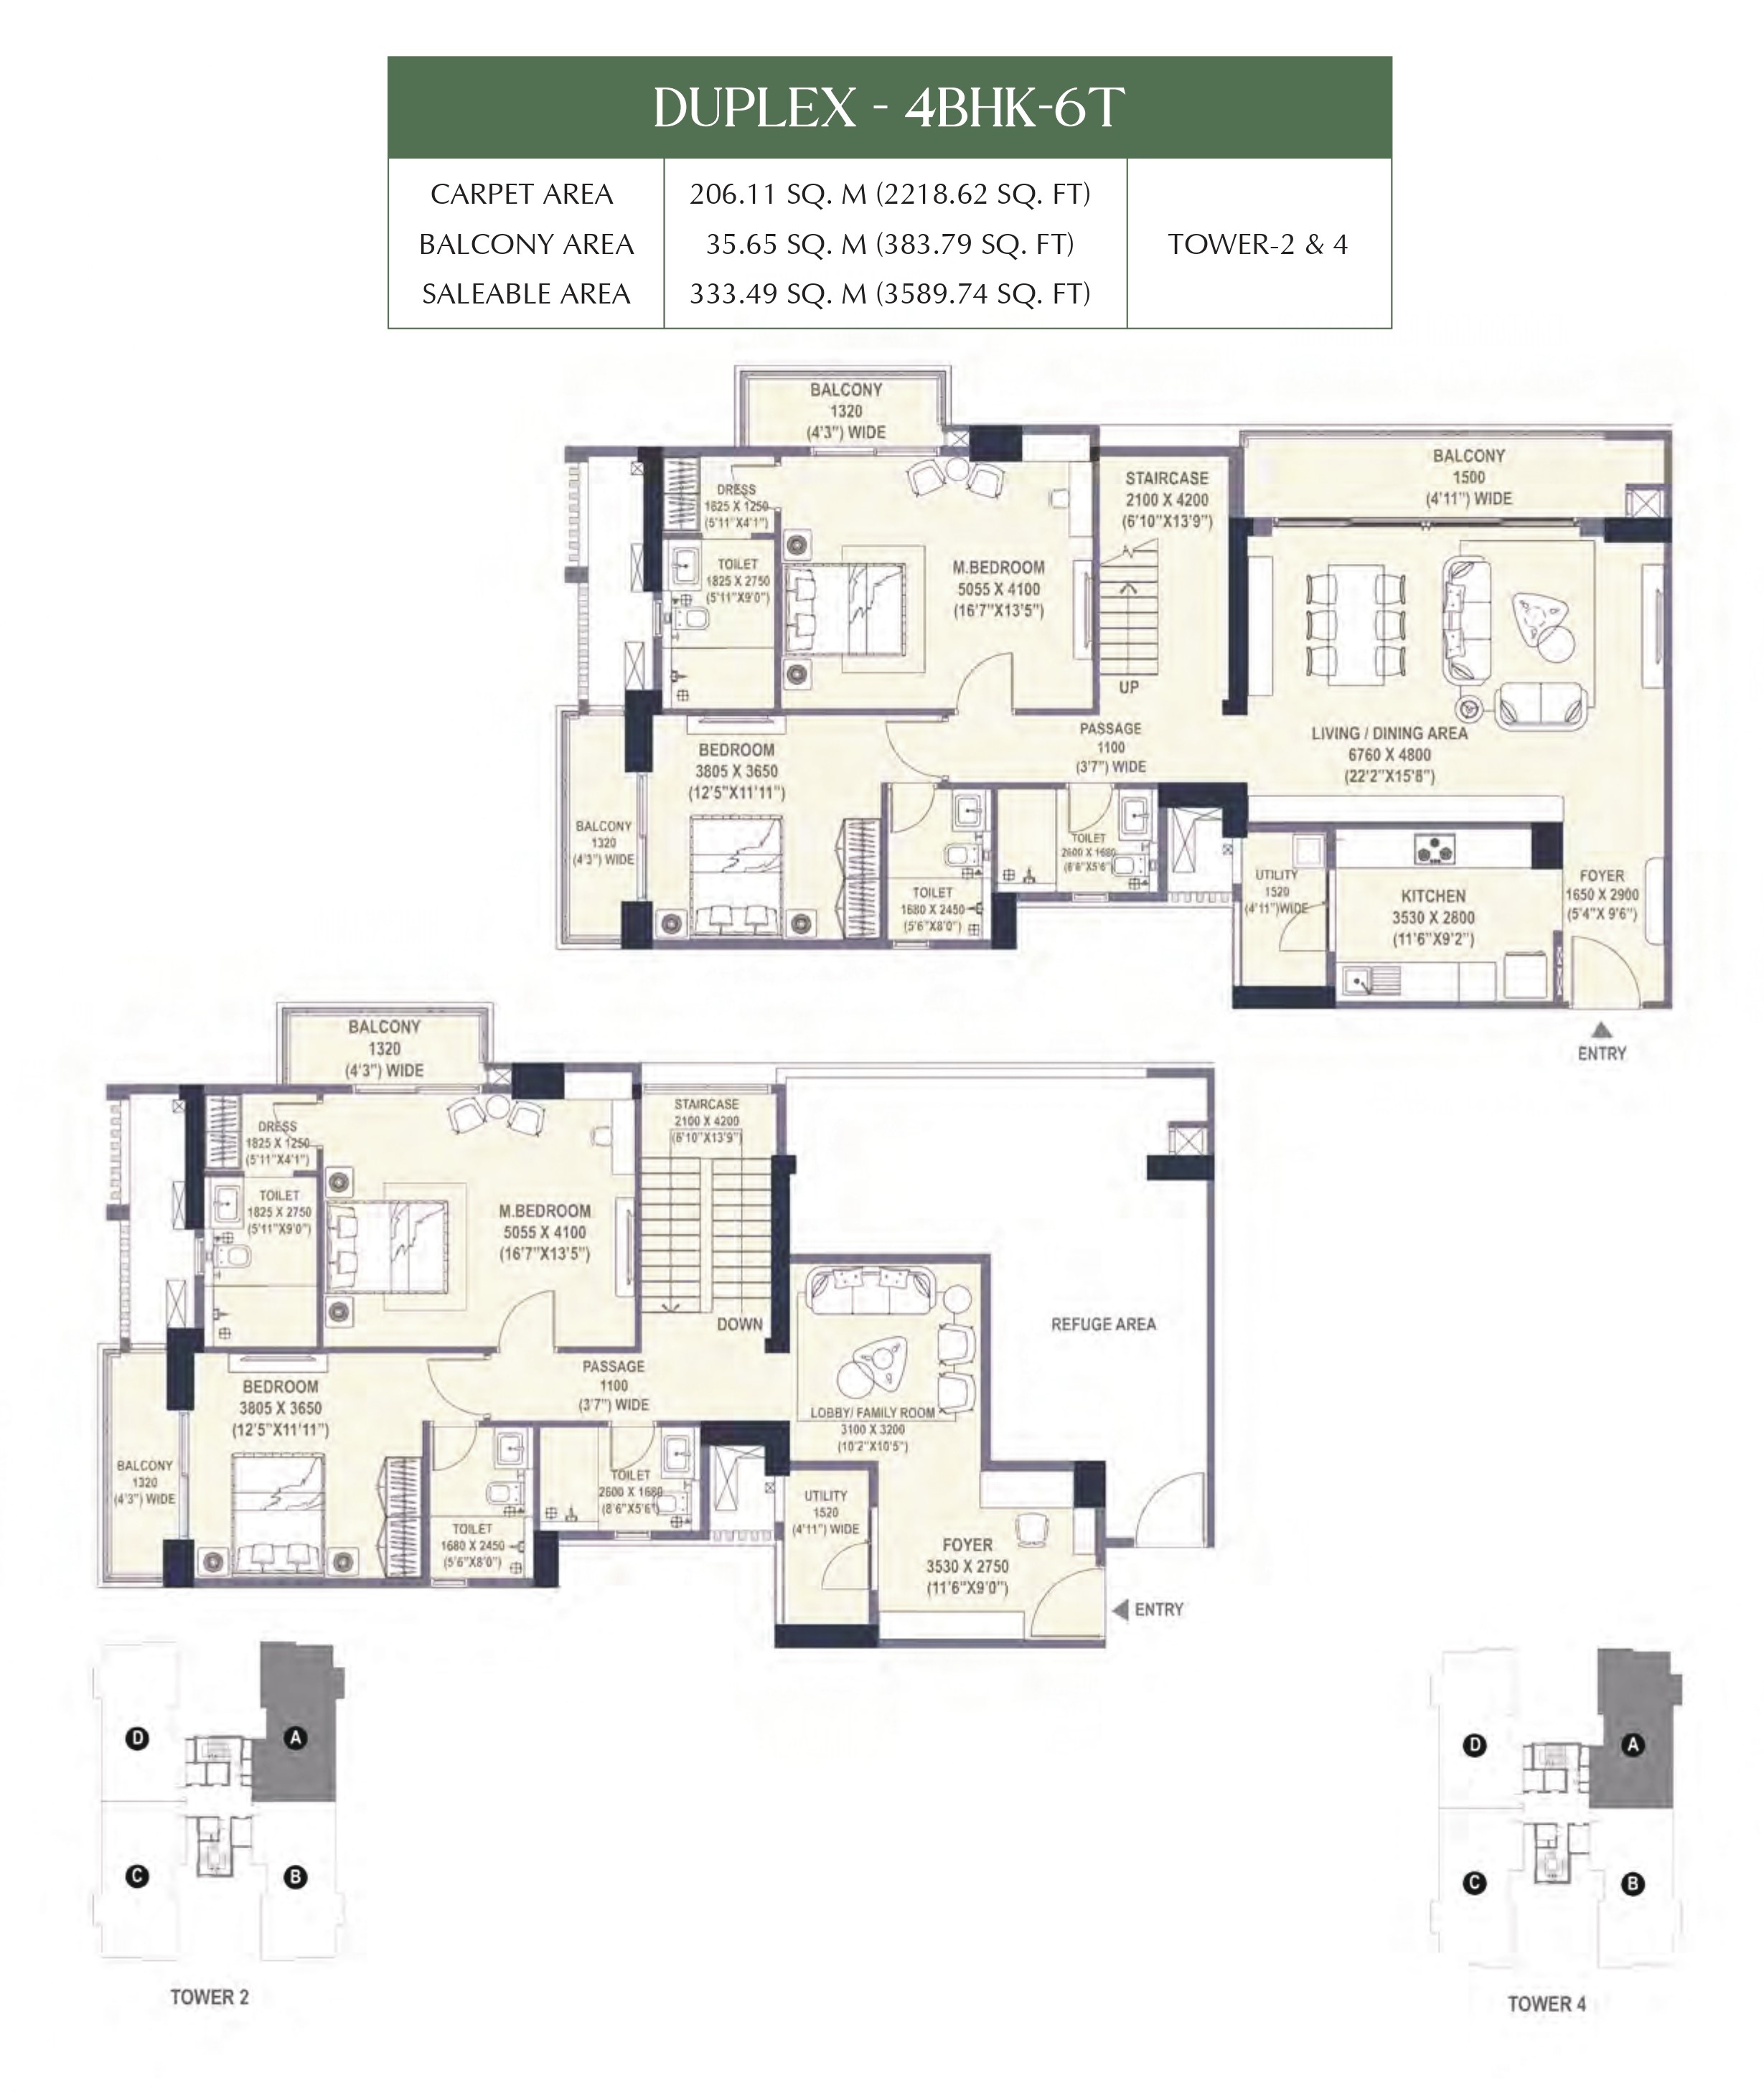 DUPLEX - 4BHK-6T
CARPET AREA 206.11 SQ. M (2218.62 SQ. FT)
BALCONY AREA 35.65 SQ. M (383.79 SQ. FT) TOWER-2 & 4
SALEABLE AREA 333.49 SQ. M (3589.74 SQ. FT)
BALCONY
1320
(4'3") WIDE
BALCONY
1500
(4'11") WIDE
STAIRCASE
2100 X 4200
(6'10"X13'9")
DRESS
1825 X 1250
(5'11"X4'1")
TOILET
1825 X 2750
(5'11"X9'0")
M.BEDROOM
5055 X 4100
(16'7"X13'5")
UP
PASSAGE
1100
(3'7") WIDE
LIVING / DINING AREA
6760 X 4800
(22'2"X15'8")
BEDROOM
3805 X 3650
(12'5"X11'11")
BALCONY
1320
(4'3") WIDE
TOILET
1680 X 2450
(5'6"X8'0")
TOILET
2600 X 1680
(8'6"X5'6")
UTILITY
1520
(4'11")WIDE
KITCHEN
3530 X 2800
(11'6"X9'2")
FOYER
1650 X 2900
(5'4"X 9'6")
ENTRY
BALCONY
1320
(4'3") WIDE
STAIRCASE
2100 X 4200
(6'10"X13'9")
DRESS
1825 X 1250
(5'11"X4'1")
TOILET
1825 X 2750
(5'11"X9'0")
M.BEDROOM
5055 X 4100
(16'7"X13'5")
DOWN
REFUGE AREA
PASSAGE
1100
(3'7") WIDE
BEDROOM
3805 X 3650
(12'5"X11'11")
LOBBY/ FAMILY ROOM
3100 X 3200
(10'2"X10'5")
BALCONY
1320
(4'3") WIDE
TOILET
1680 X 2450
(5'6"X8'0")
TOILET
2600 X 1680
(8'6"X5'6")
UTILITY
1520
(4'11") WIDE
FOYER
3530 X 2750
(11'6"X9'0")
ENTRY
D
A
C
B
TOWER 2
D
A
C
B
TOWER 4